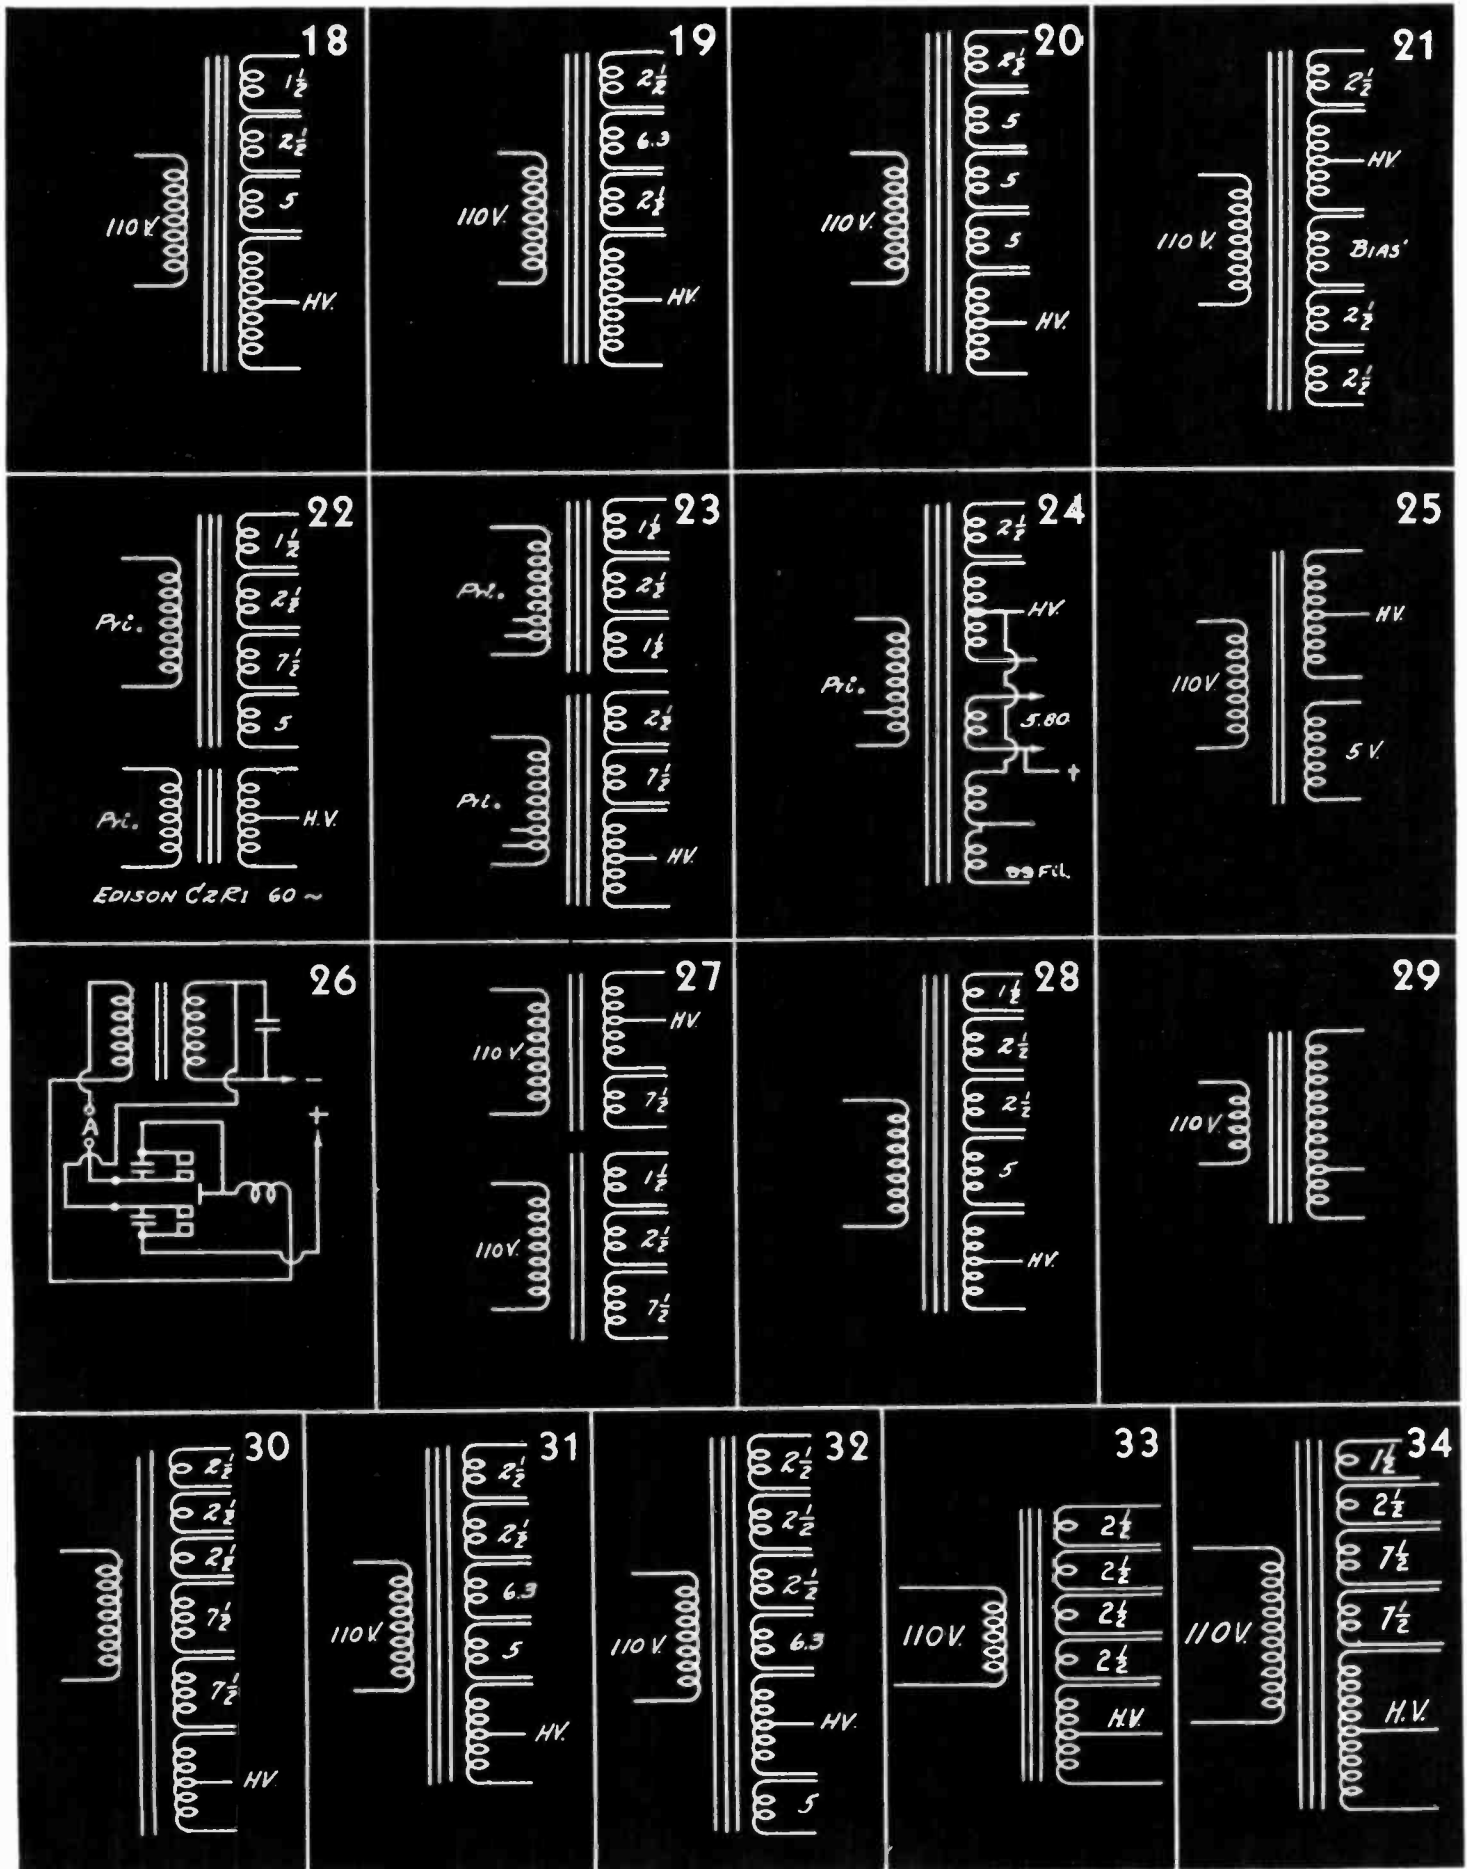 18
1½
2½
5
110V.
HV.
19
2½
6.3
2½
110V.
HV.
20
2½
5
5
5
110V.
HV.
21
2½
HV.
110V.
BIAS
2½
2½
22
1½
2½
Pri.
7½
5
Pri.
H.V.
EDISON C2R1 60~
23
1½
Pri.
2½
1½
2½
Pri.
7½
HV.
24
2½
HV.
Pri.
5.80
+
FIL.
25
HV.
110V.
5 V.
26
−
+
A
27
HV.
110V.
7½
1½
110V.
2½
7½
28
1½
2½
2½
5
HV.
29
110V.
30
2½
2½
2½
7½
7½
HV.
31
2½
2½
6.3
110V.
5
HV.
32
2½
2½
2½
110V.
6.3
HV.
5
33
2½
2½
2½
110V.
2½
H.V.
34
1½
2½
7½
7½
110V.
H.V.